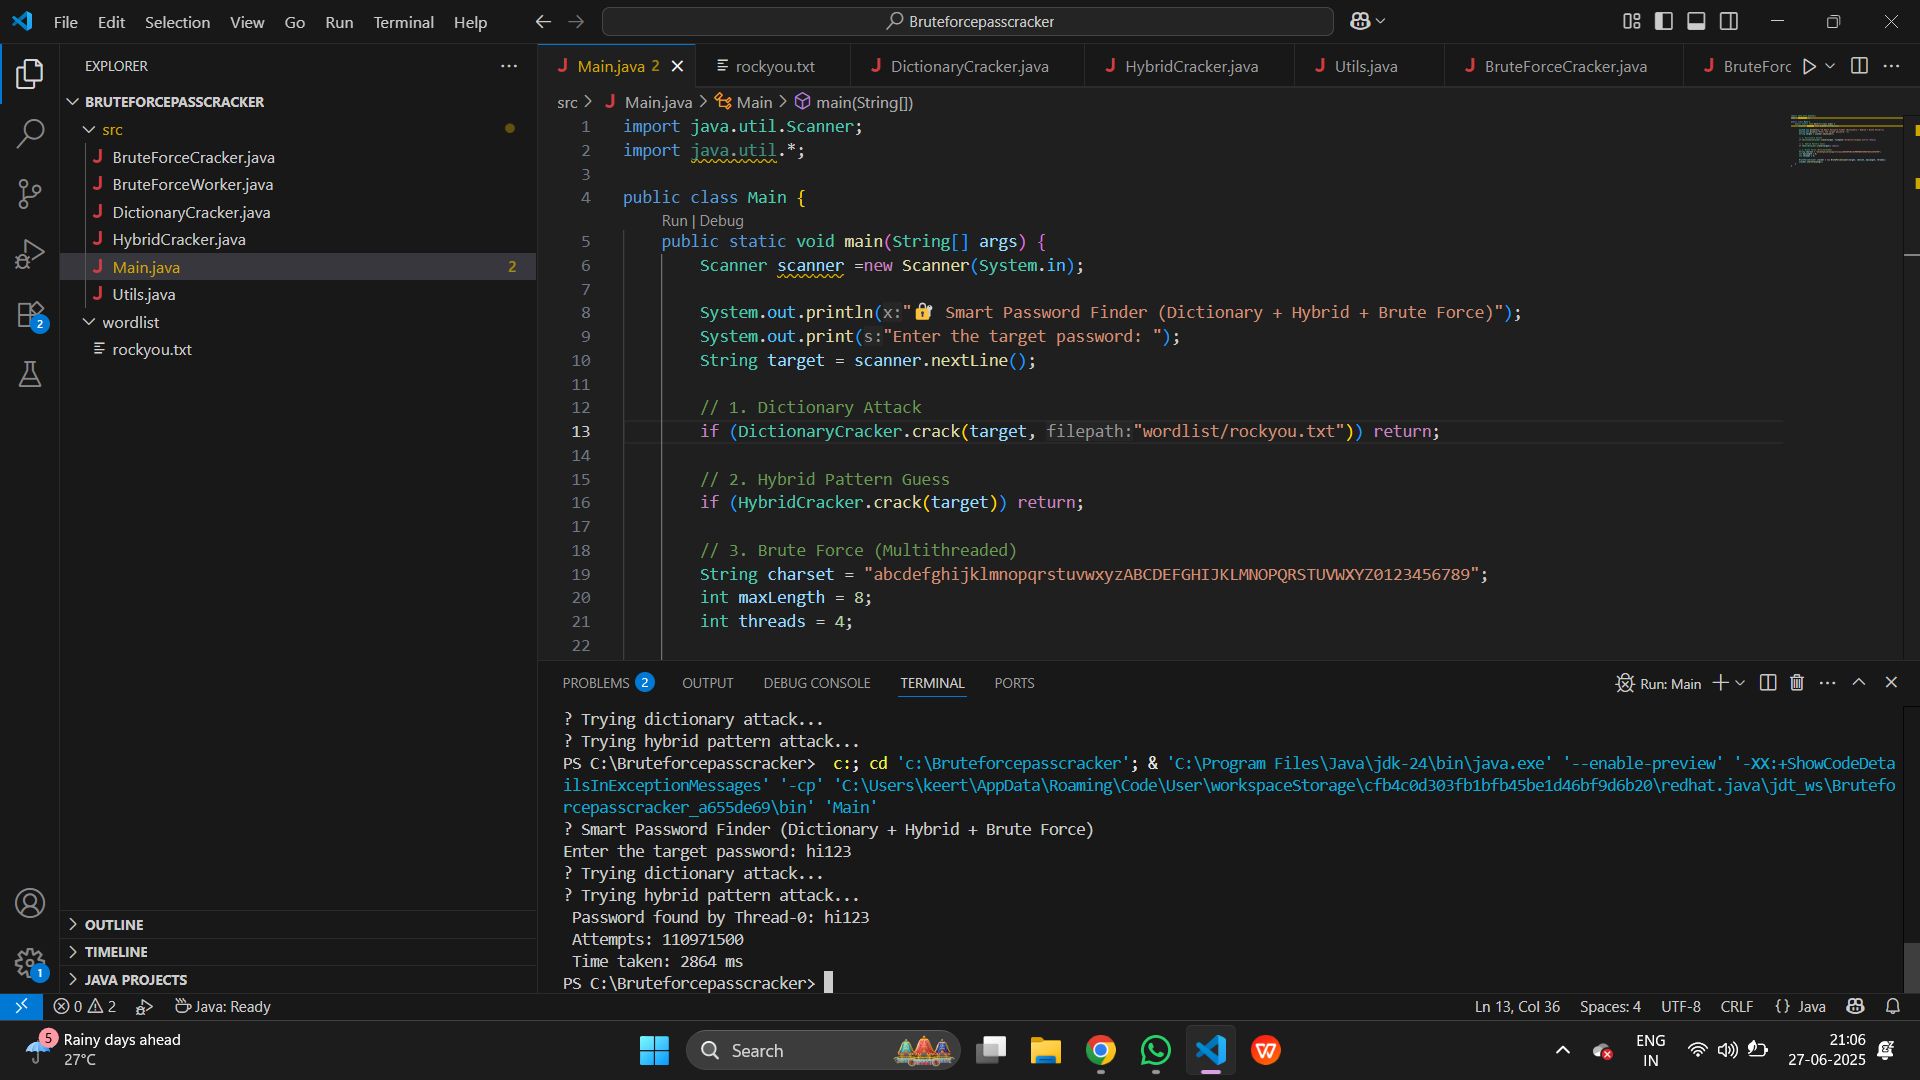 File Edit Selection View Go Run Terminal Help
Bruteforcepasscracker
EXPLORER
BRUTEFORCEPASSCRACKER
src
BruteForceCracker.java
BruteForceWorker.java
DictionaryCracker.java
HybridCracker.java
Main.java 2
Utils.java
wordlist
rockyou.txt
OUTLINE
TIMELINE
JAVA PROJECTS
2
1
Main.java 2 rockyou.txt DictionaryCracker.java HybridCracker.java Utils.java BruteForceCracker.java BruteForc
src > Main.java > Main > main(String[])
1 import java.util.Scanner;
2 import java.util.*;
3
4 public class Main {
Run | Debug
5 public static void main(String[] args) {
6 Scanner scanner =new Scanner(System.in);
7
8 System.out.println(x:"🔐 Smart Password Finder (Dictionary + Hybrid + Brute Force)");
9 System.out.print(s:"Enter the target password: ");
10 String target = scanner.nextLine();
11
12 // 1. Dictionary Attack
13 if (DictionaryCracker.crack(target, filepath:"wordlist/rockyou.txt")) return;
14
15 // 2. Hybrid Pattern Guess
16 if (HybridCracker.crack(target)) return;
17
18 // 3. Brute Force (Multithreaded)
19 String charset = "abcdefghijklmnopqrstuvwxyzABCDEFGHIJKLMNOPQRSTUVWXYZ0123456789";
20 int maxLength = 8;
21 int threads = 4;
22
PROBLEMS 2 OUTPUT DEBUG CONSOLE TERMINAL PORTS
Run: Main
? Trying dictionary attack...
? Trying hybrid pattern attack...
PS C:\Bruteforcepasscracker> c:; cd 'c:\Bruteforcepasscracker'; & 'C:\Program Files\Java\jdk-24\bin\java.exe' '--enable-preview' '-XX:+ShowCodeDeta
ilsInExceptionMessages' '-cp' 'C:\Users\keert\AppData\Roaming\Code\User\workspaceStorage\cfb4c0d303fb1bfb45be1d46bf9d6b20\redhat.java\jdt_ws\Brutefo
rcepasscracker_a655de69\bin' 'Main'
? Smart Password Finder (Dictionary + Hybrid + Brute Force)
Enter the target password: hi123
? Trying dictionary attack...
? Trying hybrid pattern attack...
Password found by Thread-0: hi123
Attempts: 110971500
Time taken: 2864 ms
PS C:\Bruteforcepasscracker>
0 2 Java: Ready
Ln 13, Col 36 Spaces: 4 UTF-8 CRLF {} Java
5
Rainy days ahead
27°C
Search
ENG
IN
21:06
27-06-2025